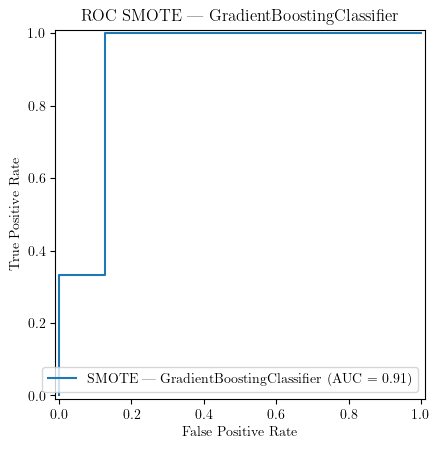 ROC SMOTE — GradientBoostingClassifier
1.0
0.8
0.6
0.4
0.2
0.0
True Positive Rate
SMOTE — GradientBoostingClassifier (AUC = 0.91)
0.0 0.2 0.4 0.6 0.8 1.0
False Positive Rate